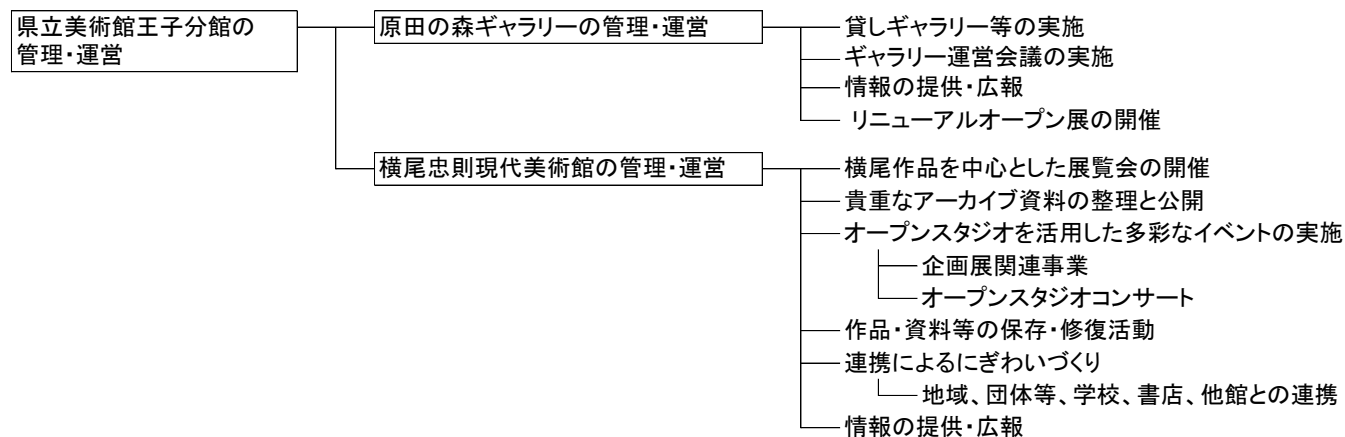 県立美術館王子分館の
管理・運営
原田の森ギャラリーの管理・運営
貸しギャラリー等の実施
ギャラリー運営会議の実施
情報の提供・広報
リニューアルオープン展の開催
横尾忠則現代美術館の管理・運営
横尾作品を中心とした展覧会の開催
貴重なアーカイブ資料の整理と公開
オープンスタジオを活用した多彩なイベントの実施
企画展関連事業
オープンスタジオコンサート
作品・資料等の保存・修復活動
連携によるにぎわいづくり
地域、団体等、学校、書店、他館との連携
情報の提供・広報